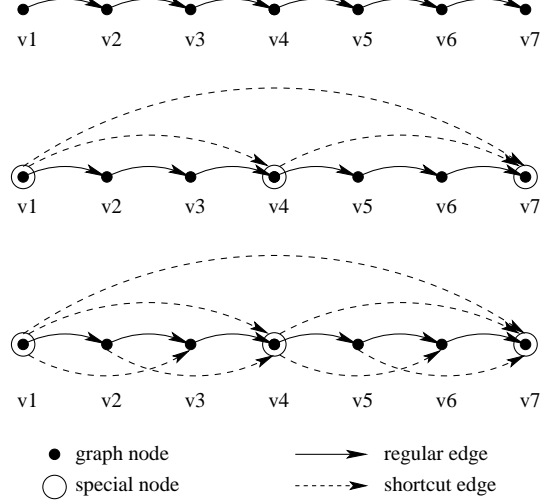 v1 v2 v3 v4 v5 v6 v7
v1 v2 v3 v4 v5 v6 v7
v1 v2 v3 v4 v5 v6 v7
graph node regular edge
special node shortcut edge